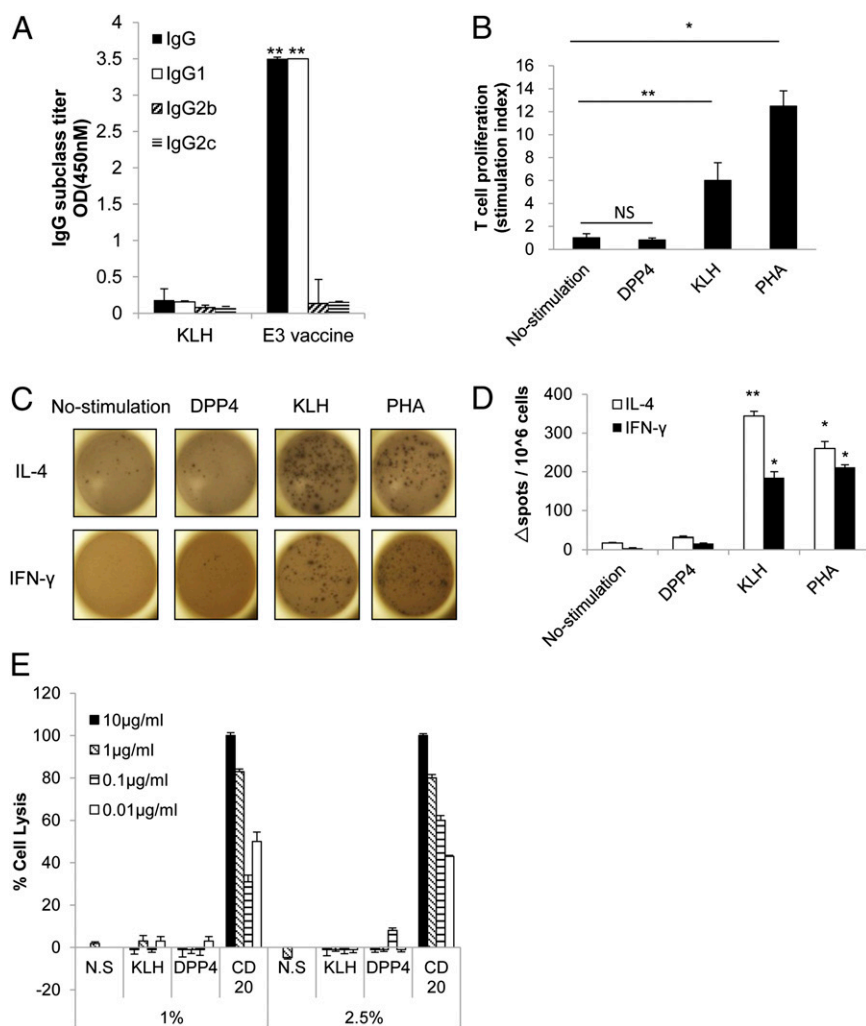 A
IgG subclass titer
OD(450nM)
4
3.5
3
2.5
2
1.5
1
0.5
0
IgG
IgG1
IgG2b
IgG2c
** **
KLH E3 vaccine
B
T cell proliferation
(stimulation index)
16
14
12
10
8
6
4
2
0
*
**
NS
No-stimulation DPP4 KLH PHA
C
No-stimulation DPP4 KLH PHA
IL-4
IFN-γ
D
△spots / 10^6 cells
400
300
200
100
0
IL-4
IFN-γ
**
*
*
*
No-stimulation DPP4 KLH PHA
E
% Cell Lysis
120
100
80
60
40
20
0
-20
10μg/ml
1μg/ml
0.1μg/ml
0.01μg/ml
N.S KLH DPP4 CD N.S KLH DPP4 CD
20 20
1% 2.5%